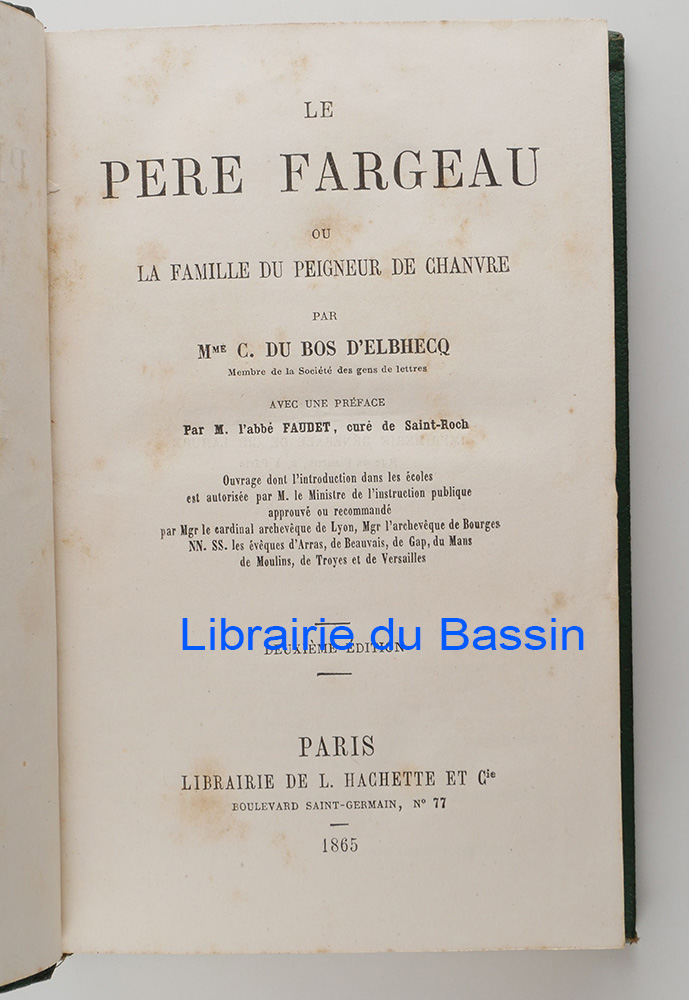 LE
PERE FARGEAU
OU
LA FAMILLE DU PEIGNEUR DE CHANVRE
PAR
MME C. DU BOS D'ELBHECQ
Membre de la Société des gens de lettres
AVEC UNE PRÉFACE
Par M. l'abbé FAUDET, curé de Saint-Roch
Ouvrage dont l'introduction dans les écoles
est autorisée par M. le Ministre de l'instruction publique
approuvé ou recommandé
par Mgr le cardinal archevêque de Lyon, Mgr l'archevêque de Bourges
NN. SS. les évêques d'Arras, de Beauvais, de Gap, du Mans
de Moulins, de Troyes et de Versailles
Librairie du Bassin
DEUXIÈME ÉDITION
PARIS
LIBRAIRIE DE L. HACHETTE ET Cie
BOULEVARD SAINT-GERMAIN, No 77
1865